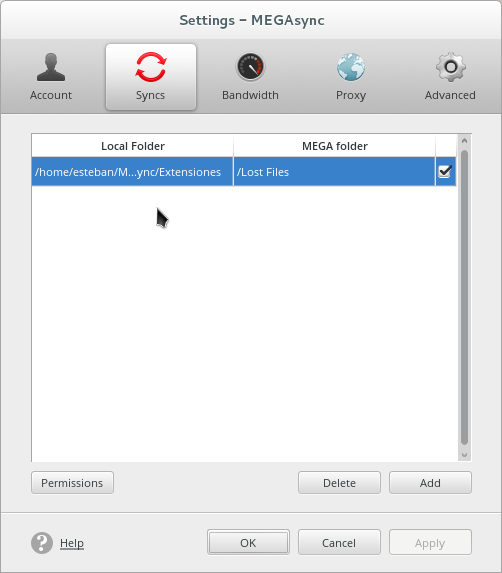 Settings – MEGAsync
Account Syncs Bandwidth Proxy Advanced
Local Folder MEGA folder
/home/esteban/M...ync/Extensiones /Lost Files
Permissions Delete Add
? Help OK Cancel Apply